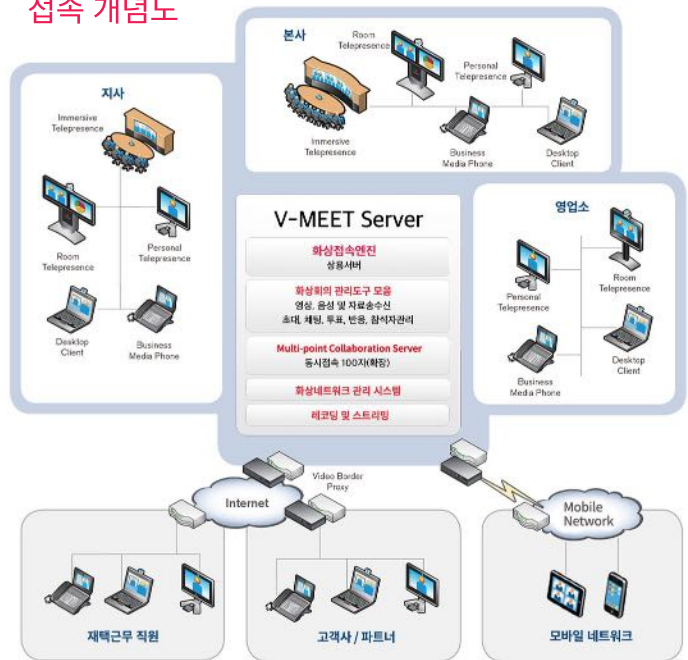 접속 개념도
본사
Room
Telepresence
Personal
Telepresence
Immersive
Telepresence
Business
Media Phone
Desktop
Client
지사
Immersive
Telepresence
Room
Telepresence
Personal
Telepresence
Desktop
Client
Business
Media Phone
V-MEET Server
화상접속엔진
상용서버
화상회의 관리도구 모음
영상, 음성 및 자료송수신
초대, 채팅, 투표, 반응, 참석자관리
Multi-point Collaboration Server
동시접속 100지(확장)
화상네트워크 관리 시스템
레코딩 및 스트리밍
영업소
Personal
Telepresence
Room
Telepresence
Business
Media Phone
Desktop
Client
Video Border
Proxy
Internet
Mobile
Network
재택근무 직원
고객사 / 파트너
모바일 네트워크